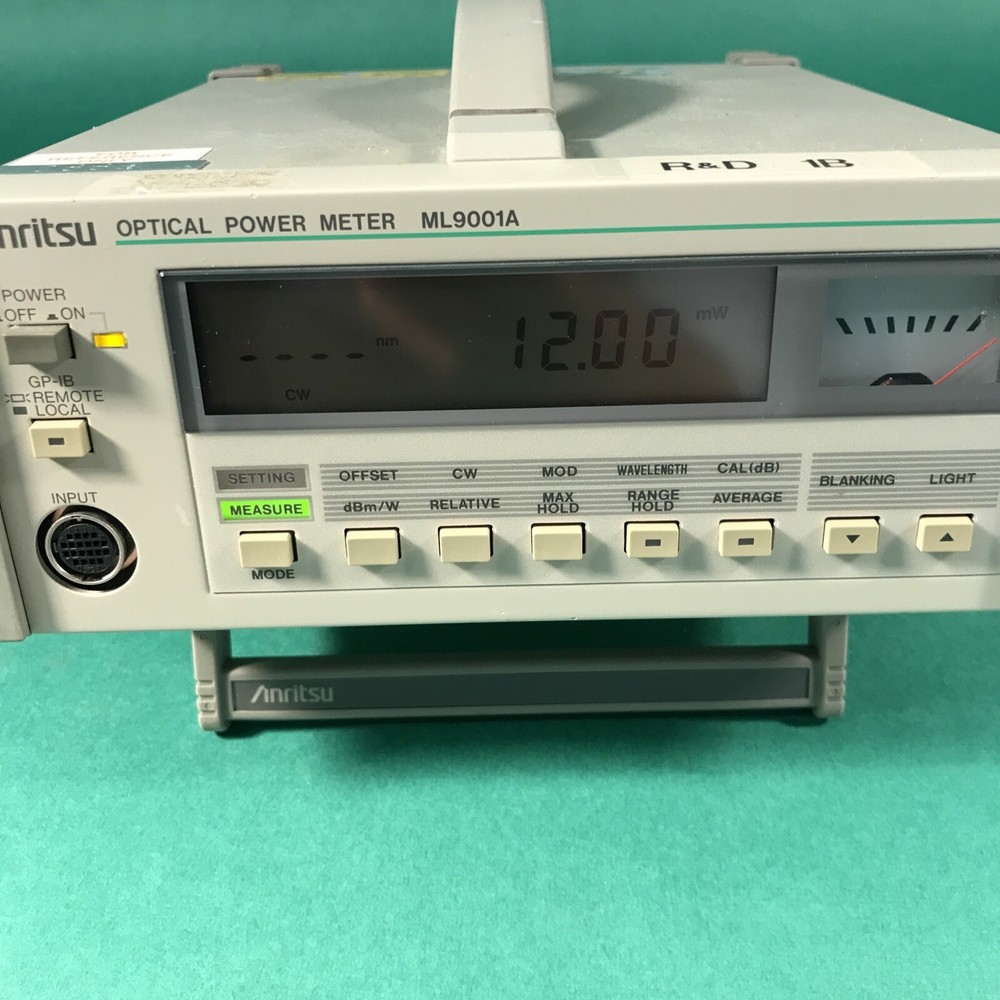 REFERENCE
R&D 1B
nritsu OPTICAL POWER METER ML9001A
POWER
OFF ON
GP-IB
REMOTE
LOCAL
INPUT
---- nm
CW
12.00 mW
SETTING
MEASURE
MODE
OFFSET CW MOD WAVELENGTH CAL(dB)
dBm/W RELATIVE MAX HOLD RANGE HOLD AVERAGE
BLANKING LIGHT
Anritsu